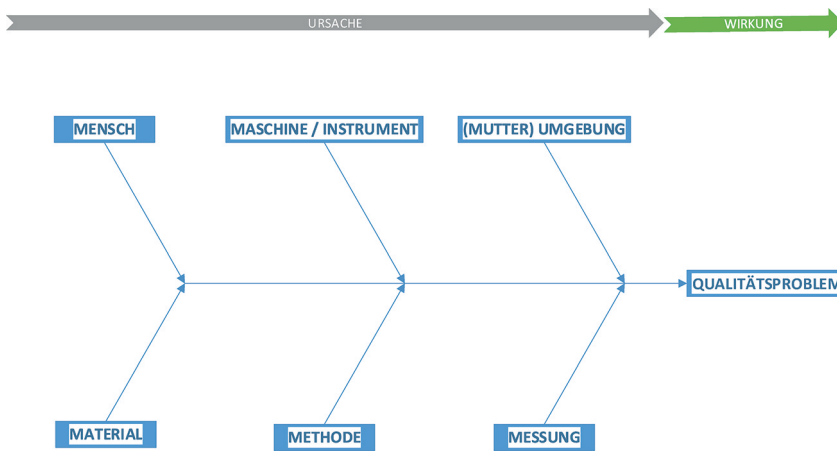 URSACHE
WIRKUNG
MENSCH
MASCHINE / INSTRUMENT
(MUTTER) UMGEBUNG
QUALITÄTSPROBLEM
MATERIAL
METHODE
MESSUNG